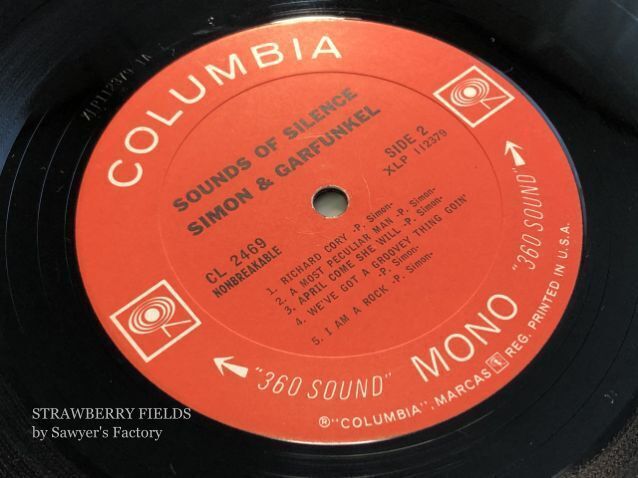 XLP112379 1A
COLUMBIA
SOUNDS OF SILENCE
SIMON & GARFUNKEL
CL 2469
NONBREAKABLE
SIDE 2
XLP 112379
1. RICHARD CORY -P. Simon-
2. A MOST PECULIAR MAN -P. Simon-
3. APRIL COME SHE WILL -P. Simon-
4. WE'VE GOT A GROOVEY THING GOIN'
-P. Simon-
5. I AM A ROCK -P. Simon-
"360 SOUND" MONO "360 SOUND"
®"COLUMBIA", MARCAS REG. PRINTED IN U.S.A.
STRAWBERRY FIELDS
by Sawyer's Factory